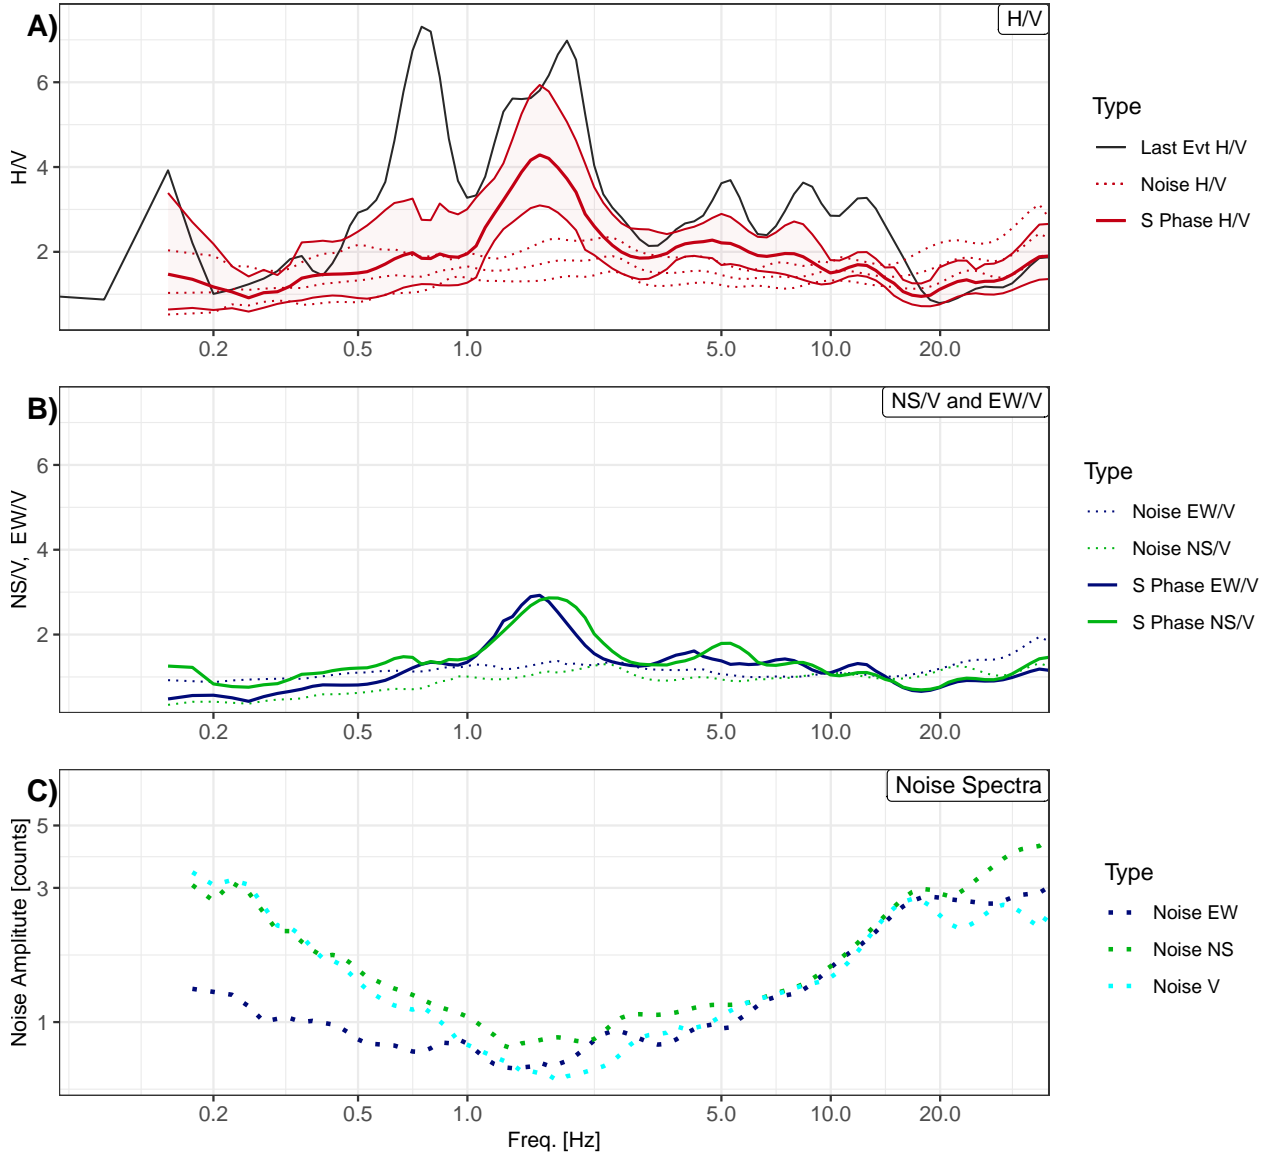 A)
H/V
H/V
6
4
2
0.2
0.5
1.0
5.0
10.0
20.0
Type
Last Evt H/V
Noise H/V
S Phase H/V
B)
NS/V and EW/V
NS/V,  EW/V
6
4
2
0.2
0.5
1.0
5.0
10.0
20.0
Type
Noise EW/V
Noise NS/V
S Phase EW/V
S Phase NS/V
C)
Noise Spectra
Noise Amplitute [counts]
5
3
1
0.2
0.5
1.0
5.0
10.0
20.0
Freq. [Hz]
Type
Noise EW
Noise NS
Noise V